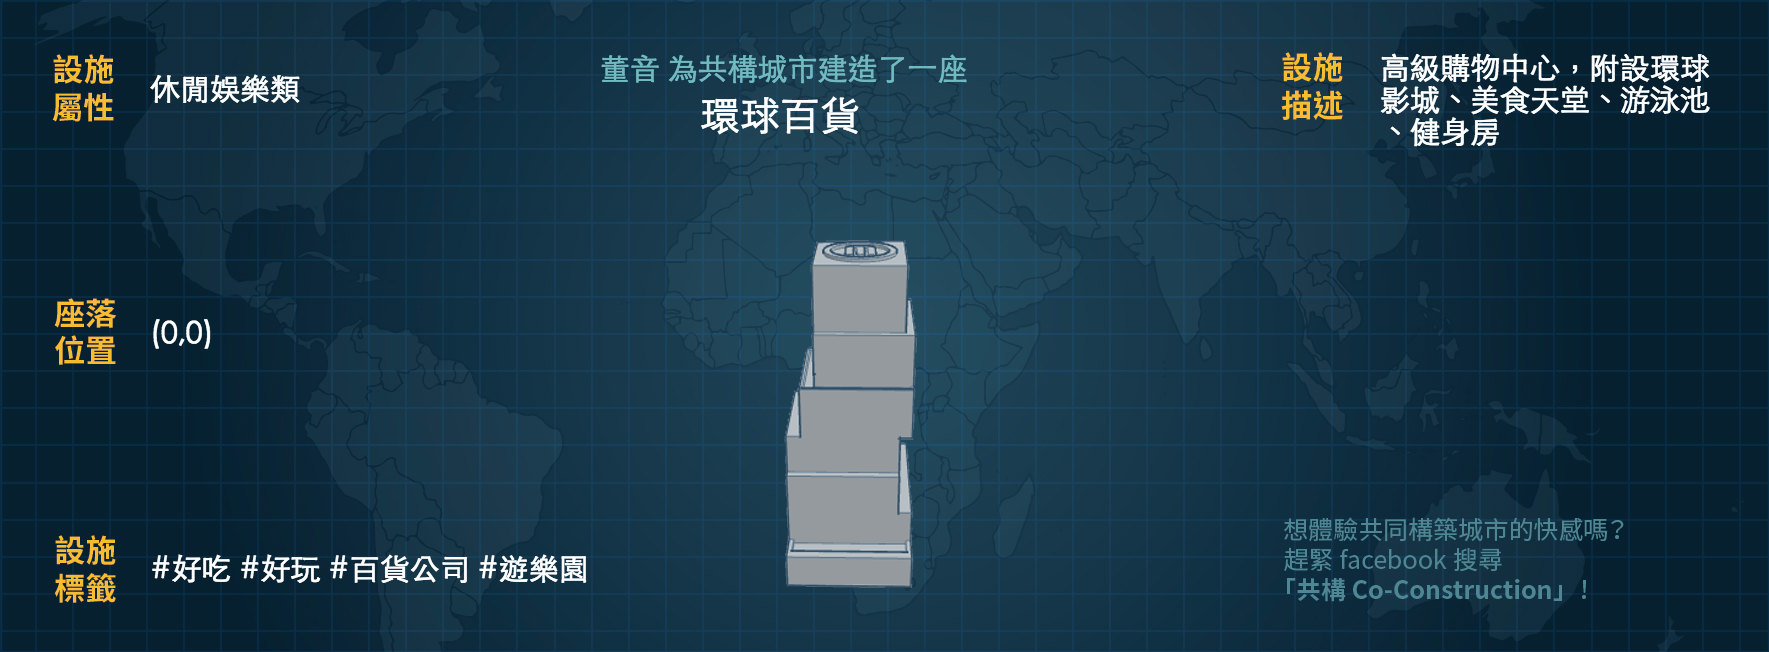 設施
屬性
休閒娛樂類
董音 為共構城市建造了一座
環球百貨
設施
描述
高級購物中心，附設環球
影城、美食天堂、游泳池
、健身房
座落
位置
(0,0)
設施
標籤
#好吃 #好玩 #百貨公司 #遊樂園
想體驗共同構築城市的快感嗎？
趕緊 facebook 搜尋
「共構 Co-Construction」！